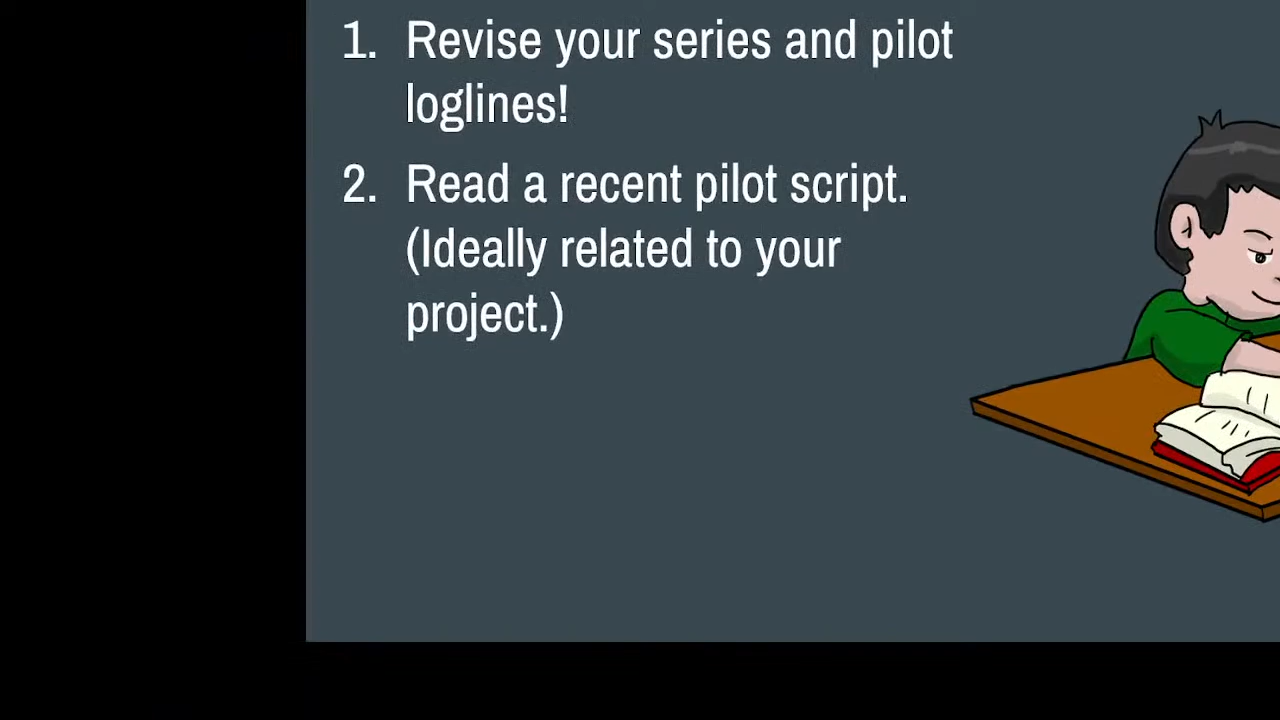 1. Revise your series and pilot
loglines!
2. Read a recent pilot script.
(Ideally related to your
project.)